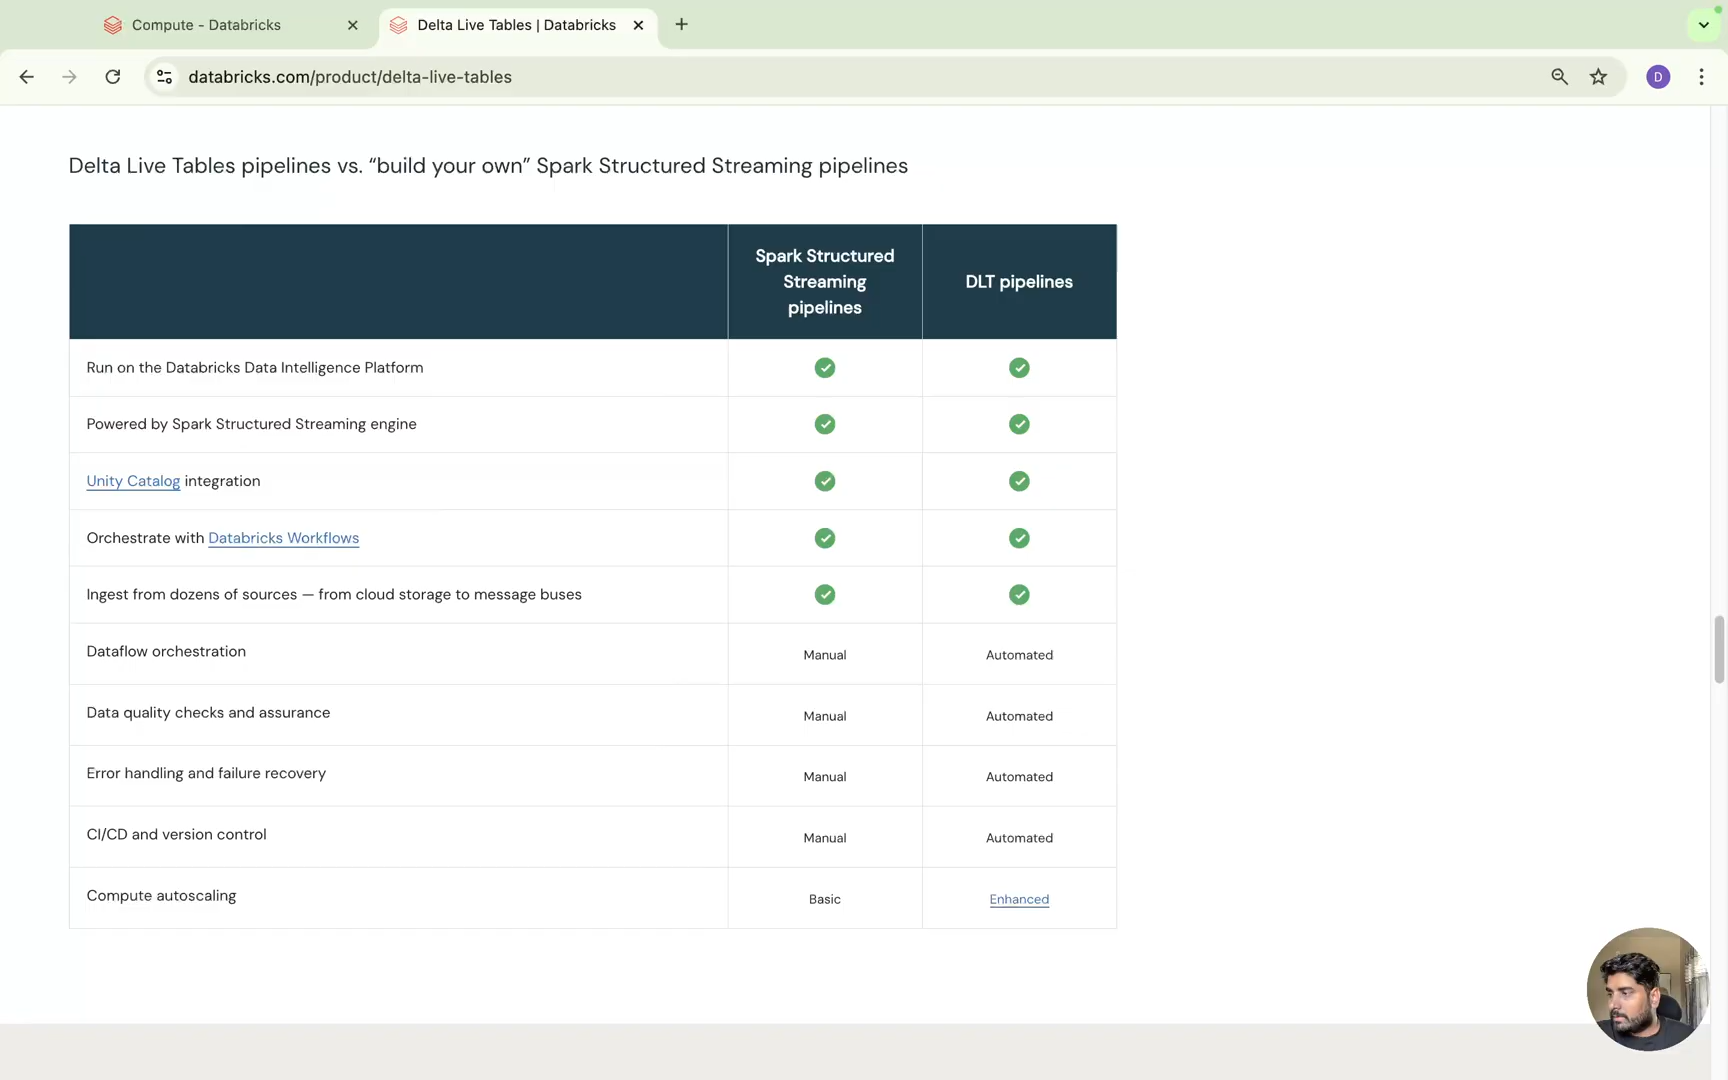 Compute - Databricks
Delta Live Tables | Databricks
databricks.com/product/delta-live-tables
D
Delta Live Tables pipelines vs. “build your own” Spark Structured Streaming pipelines
Spark Structured
Streaming
pipelines
DLT pipelines
Run on the Databricks Data Intelligence Platform
Powered by Spark Structured Streaming engine
Unity Catalog integration
Orchestrate with Databricks Workflows
Ingest from dozens of sources — from cloud storage to message buses
Dataflow orchestration
Manual
Automated
Data quality checks and assurance
Manual
Automated
Error handling and failure recovery
Manual
Automated
CI/CD and version control
Manual
Automated
Compute autoscaling
Basic
Enhanced